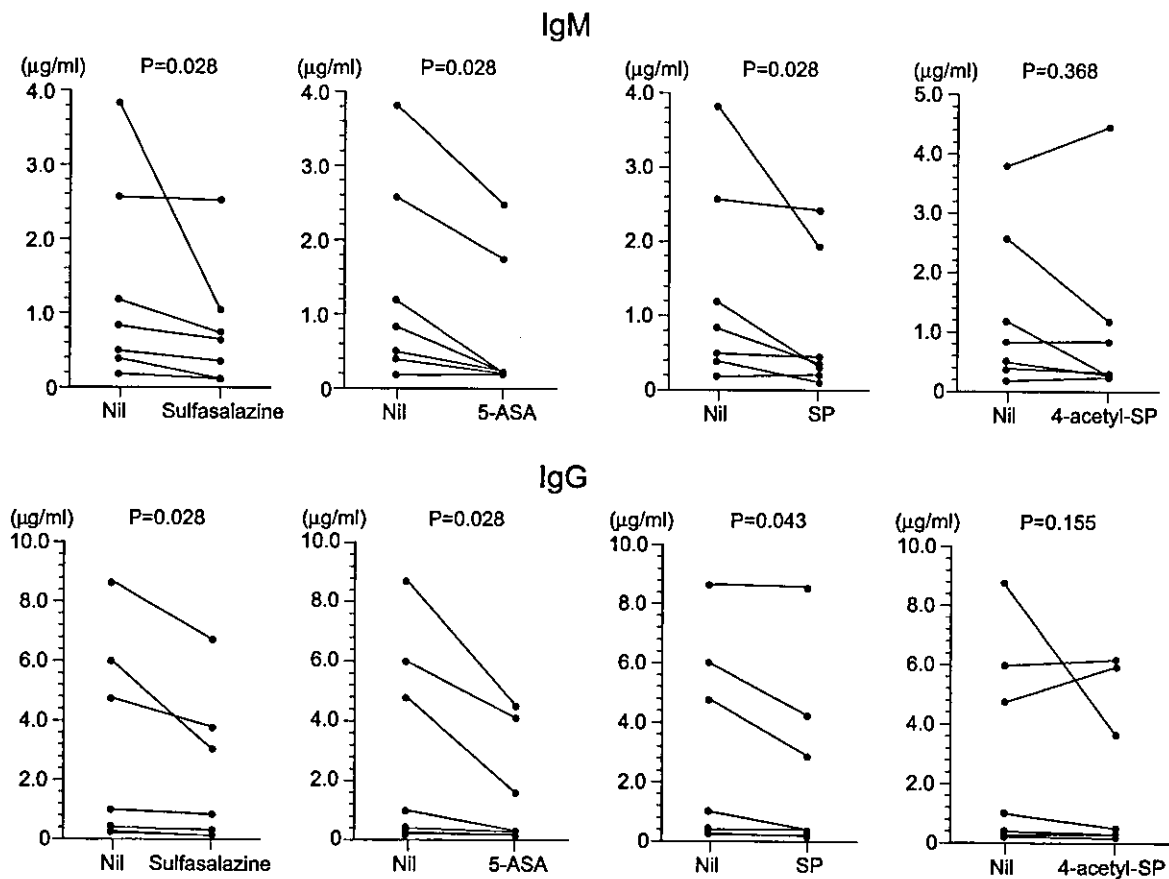 IgM
(μg/ml) P=0.028 (μg/ml) P=0.028 (μg/ml) P=0.028 (μg/ml) P=0.368
4.0 4.0 4.0 5.0
3.0 3.0 3.0 4.0
2.0 2.0 2.0 3.0
1.0 1.0 1.0 2.0
0 0 0 1.0
0
Nil Sulfasalazine Nil 5-ASA Nil SP Nil 4-acetyl-SP
IgG
(μg/ml) P=0.028 (μg/ml) P=0.028 (μg/ml) P=0.043 (μg/ml) P=0.155
10.0 10.0 10.0 10.0
8.0 8.0 8.0 8.0
6.0 6.0 6.0 6.0
4.0 4.0 4.0 4.0
2.0 2.0 2.0 2.0
0 0 0 0
Nil Sulfasalazine Nil 5-ASA Nil SP Nil 4-acetyl-SP